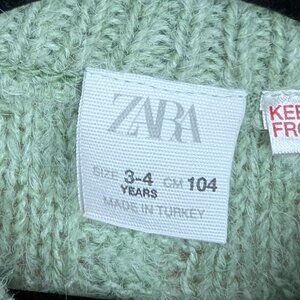 ZARA
SIZE 3-4 CM 104
YEARS
MADE IN TURKEY
KEE
FRO